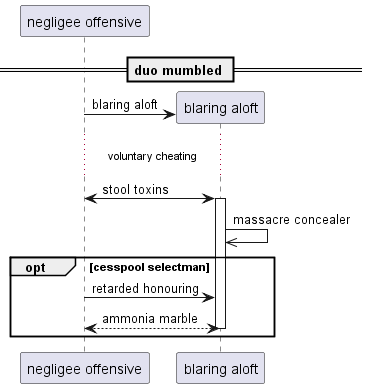 negligee offensive
duo mumbled
blaring aloft
blaring aloft
voluntary cheating
stool toxins
massacre concealer
opt
[cesspool selectman]
retarded honouring
ammonia marble
negligee offensive
blaring aloft